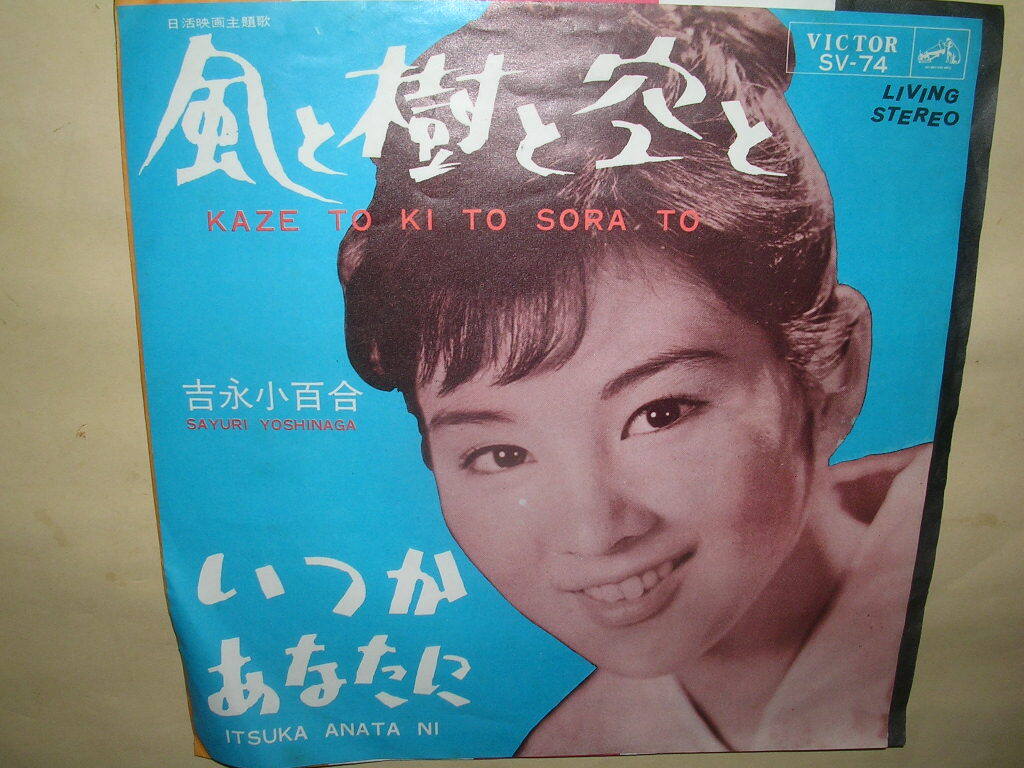 日活映画主題歌
風と樹と空と
KAZE TO KI TO SORA TO
VICTOR
SV-74
LIVING
STEREO
吉永小百合
SAYURI YOSHINAGA
いつか
あなたに
ITSUKA ANATA NI